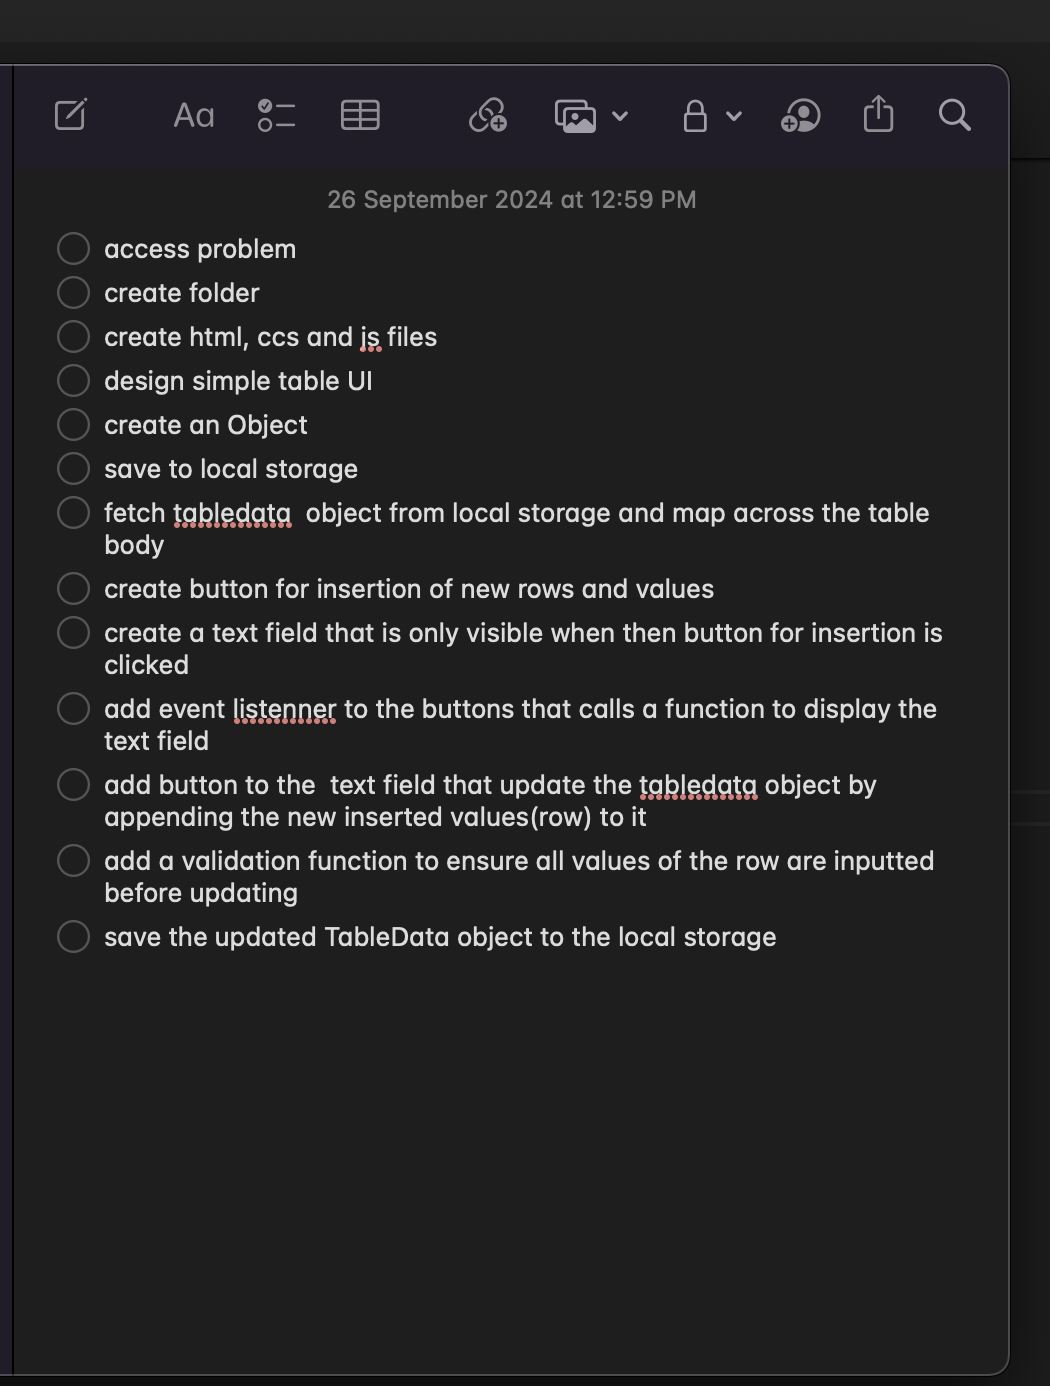 Aa
26 September 2024 at 12:59 PM
access problem
create folder
create html, ccs and js files
design simple table UI
create an Object
save to local storage
fetch tabledata  object from local storage and map across the table
body
create button for insertion of new rows and values
create a text field that is only visible when then button for insertion is
clicked
add event listenner to the buttons that calls a function to display the
text field
add button to the  text field that update the tabledata object by
appending the new inserted values(row) to it
add a validation function to ensure all values of the row are inputted
before updating
save the updated TableData object to the local storage